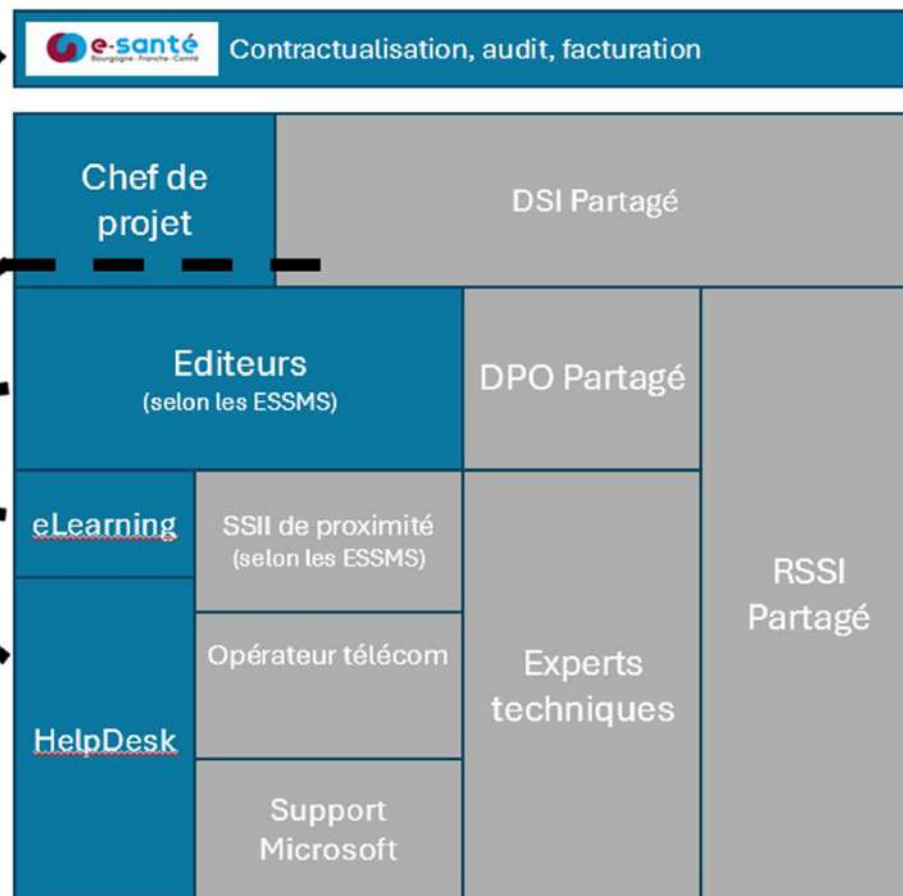 e-santé
Bourgogne-Franche-Comté
Contractualisation, audit, facturation
Chef de
projet
DSI Partagé
Editeurs
(selon les ESSMS)
DPO Partagé
eLearning
SSII de proximité
(selon les ESSMS)
RSSI
Partagé
Opérateur télécom
Experts
techniques
HelpDesk
Support
Microsoft